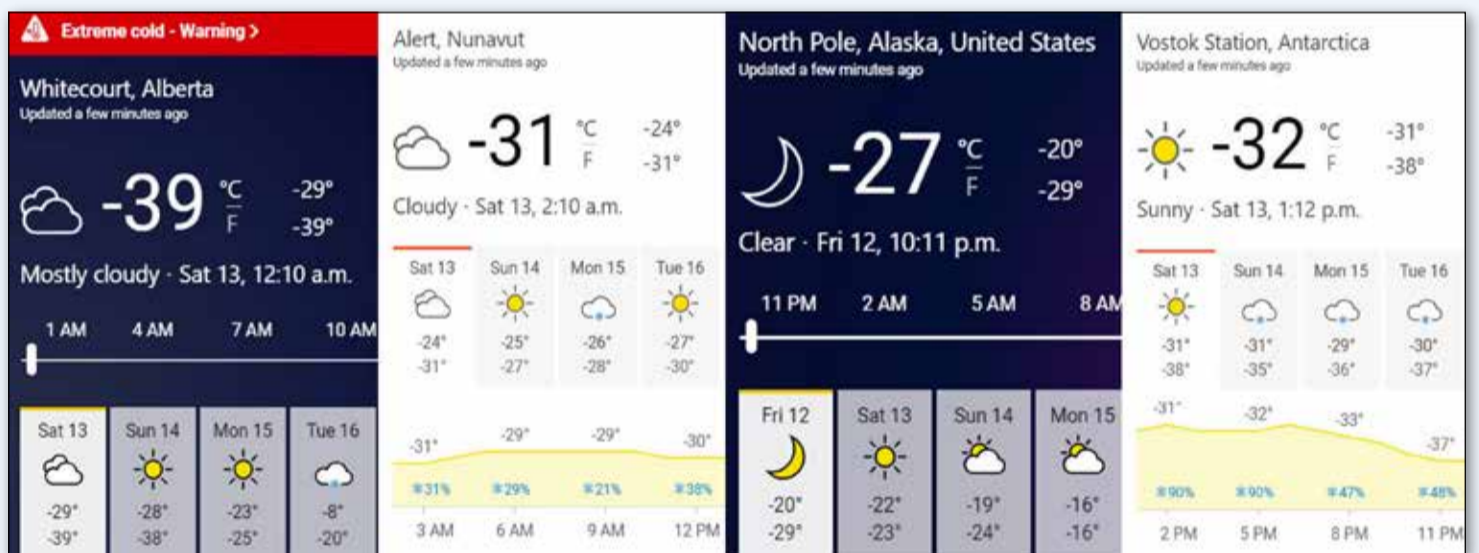 Extreme cold - Warning >
Whitecourt, Alberta
Updated a few minutes ago
-39 °C F -29° -39°
Mostly cloudy · Sat 13, 12:10 a.m.
1 AM 4 AM 7 AM 10 AM
Sat 13 Sun 14 Mon 15 Tue 16
-29° -28° -23° -8°
-39° -38° -25° -20°
Alert, Nunavut
Updated a few minutes ago
-31 °C F -24° -31°
Cloudy · Sat 13, 2:10 a.m.
Sat 13 Sun 14 Mon 15 Tue 16
-24° -25° -26° -27°
-31° -27° -28° -30°
-31° -29° -29° -30°
31% 29% 21% 38%
3 AM 6 AM 9 AM 12 PM
North Pole, Alaska, United States
Updated a few minutes ago
-27 °C F -20° -29°
Clear · Fri 12, 10:11 p.m.
11 PM 2 AM 5 AM 8 AM
Fri 12 Sat 13 Sun 14 Mon 15
-20° -22° -19° -16°
-29° -23° -24° -16°
Vostok Station, Antarctica
Updated a few minutes ago
-32 °C F -31° -38°
Sunny · Sat 13, 1:12 p.m.
Sat 13 Sun 14 Mon 15 Tue 16
-31° -31° -29° -30°
-38° -35° -36° -37°
-31° -32° -33° -37°
90% 90% 47% 48%
2 PM 5 PM 8 PM 11 PM